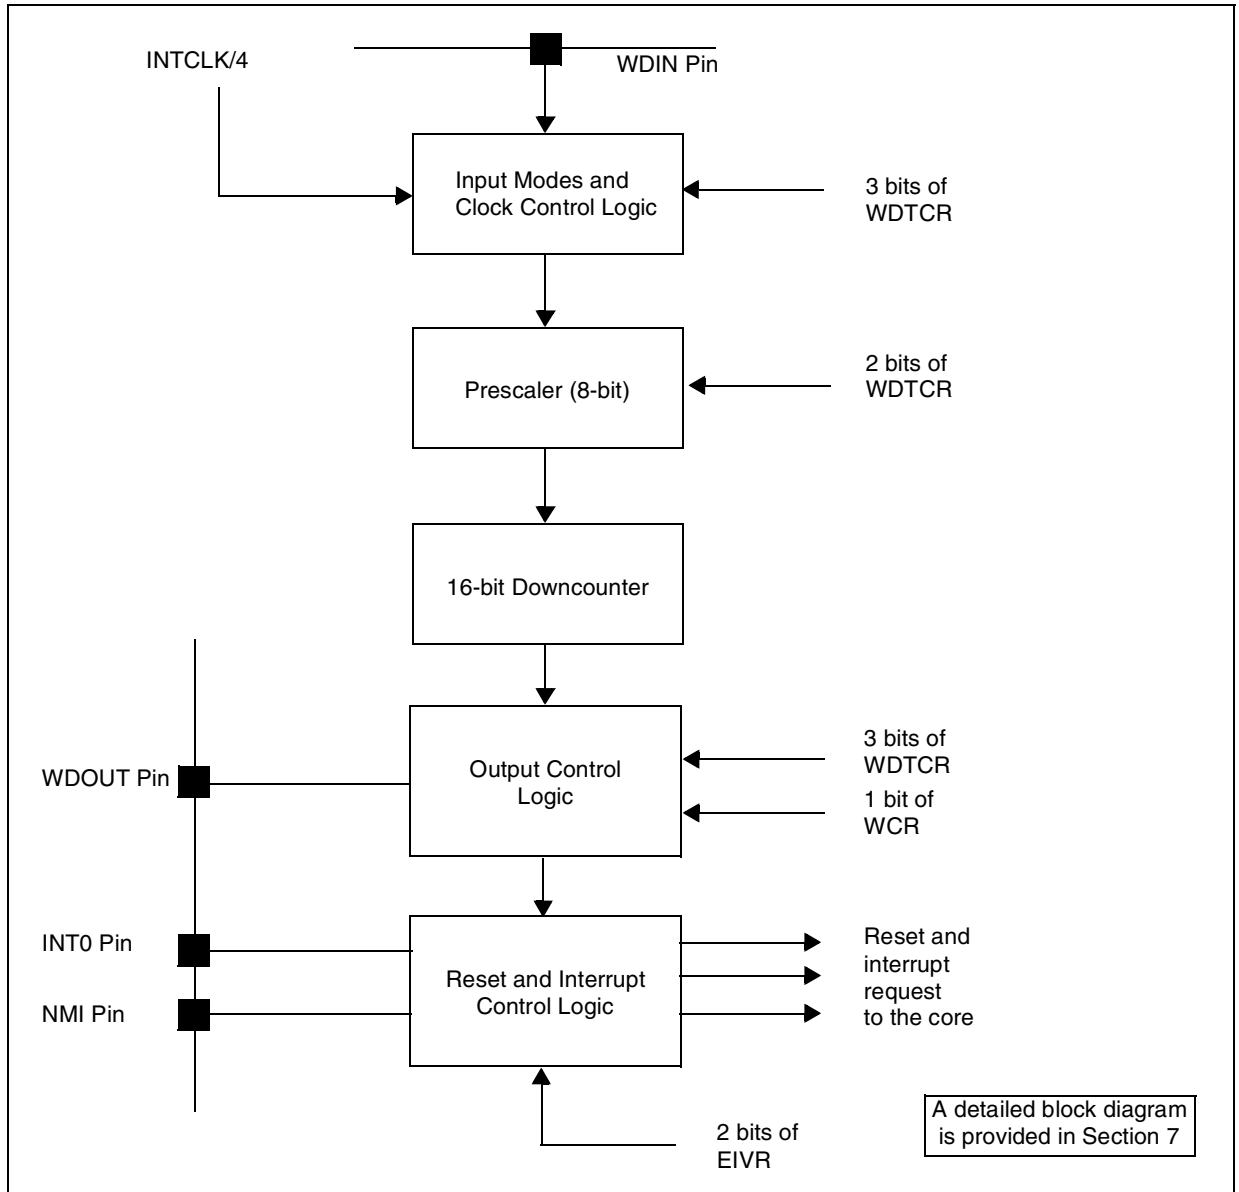 INTCLK/4
WDIN Pin
Input Modes and
Clock Control Logic
3 bits of
WDTCR
Prescaler (8-bit)
2 bits of
WDTCR
16-bit Downcounter
WDOUT Pin
Output Control
Logic
3 bits of
WDTCR
1 bit of
WCR
INT0 Pin
NMI Pin
Reset and Interrupt
Control Logic
Reset and
interrupt
request
to the core
2 bits of
EIVR
A detailed block diagram
is provided in Section 7